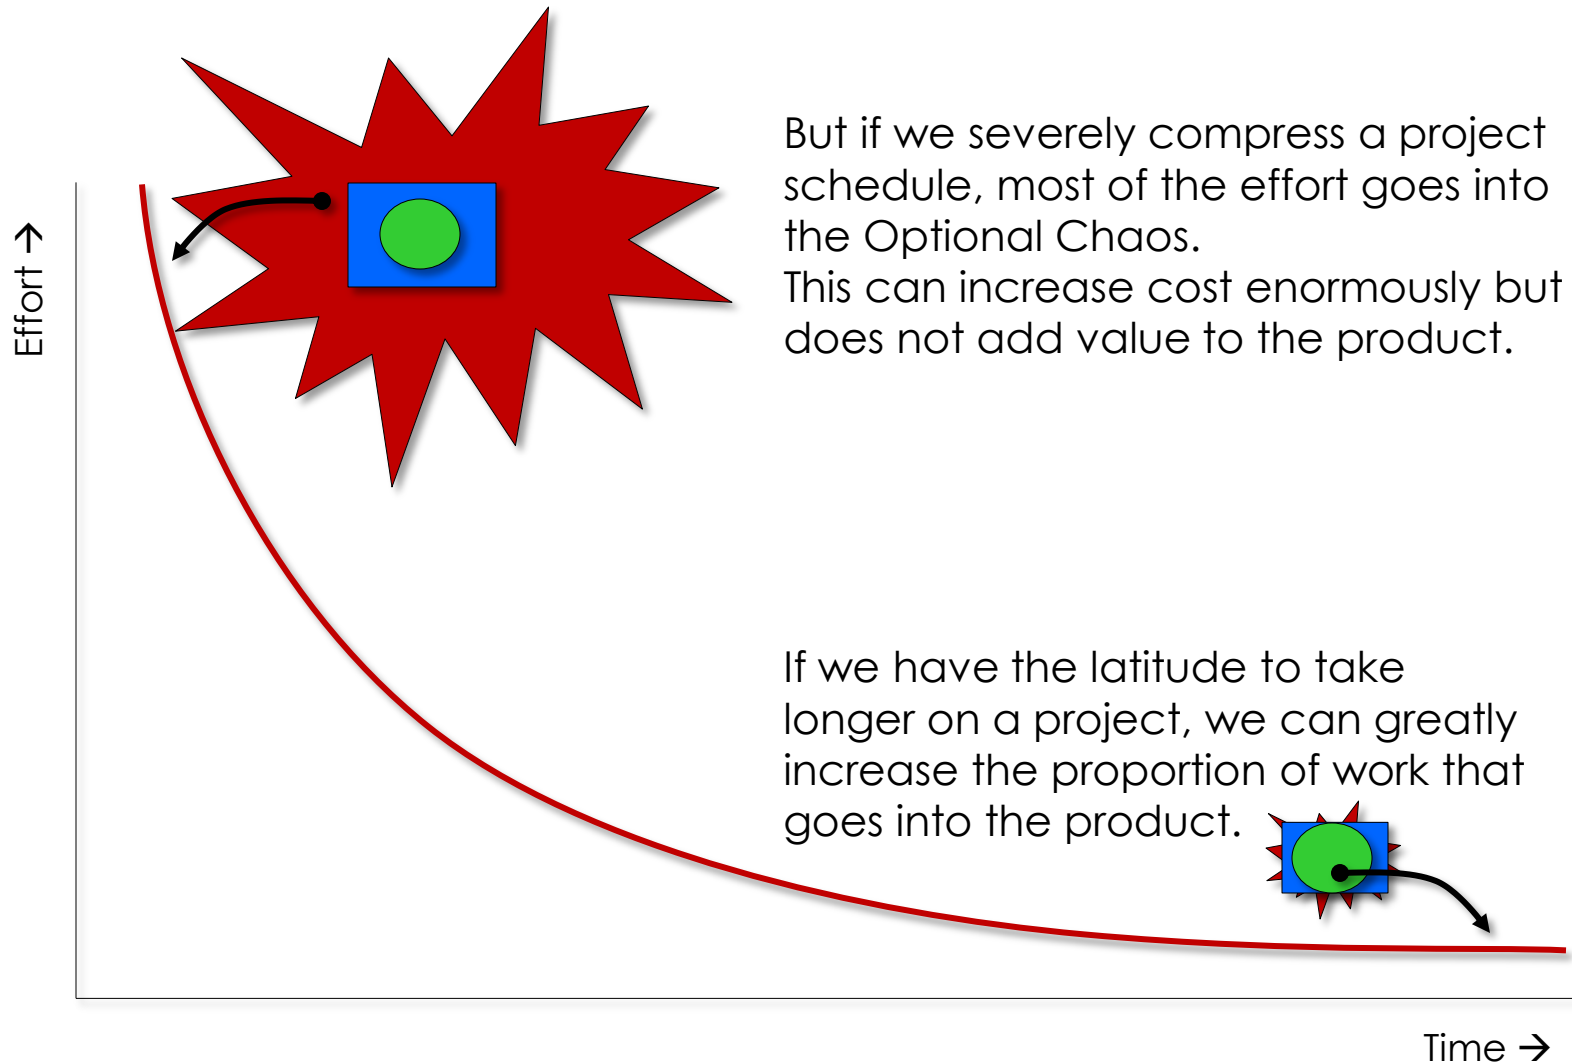 But if we severely compress a project
schedule, most of the effort goes into
the Optional Chaos.
This can increase cost enormously but
does not add value to the product.
Effort →
If we have the latitude to take
longer on a project, we can greatly
increase the proportion of work that
goes into the product.
Time →